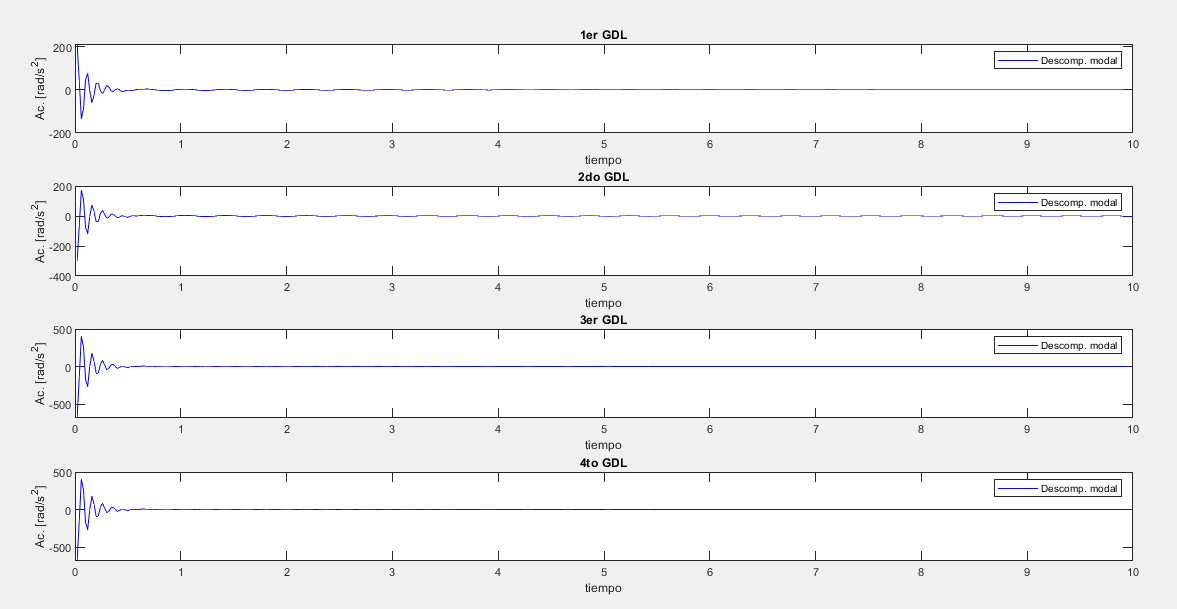 1er GDL
Ac. [rad/s²]
200
0
-200
Descomp. modal
0 1 2 3 4 5 6 7 8 9 10
tiempo
2do GDL
Ac. [rad/s²]
200
0
-200
-400
Descomp. modal
0 1 2 3 4 5 6 7 8 9 10
tiempo
3er GDL
Ac. [rad/s²]
500
0
-500
Descomp. modal
0 1 2 3 4 5 6 7 8 9 10
tiempo
4to GDL
Ac. [rad/s²]
500
0
-500
Descomp. modal
0 1 2 3 4 5 6 7 8 9 10
tiempo